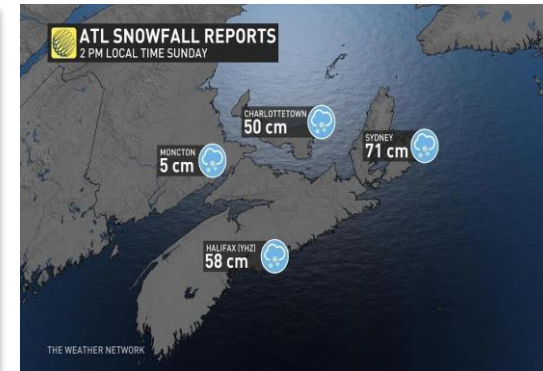 ATL SNOWFALL REPORTS
2 PM LOCAL TIME SUNDAY
CHARLOTTETOWN
50 cm
SYDNEY
71 cm
MONCTON
5 cm
HALIFAX (YHZ)
58 cm
THE WEATHER NETWORK